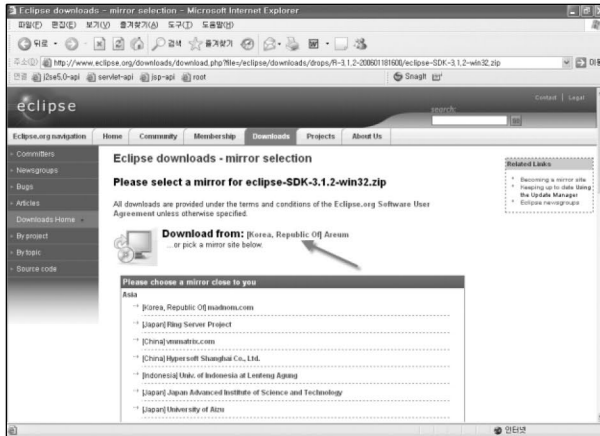 Eclipse downloads - mirror selection - Microsoft Internet Explorer
파일(F) 편집(E) 보기(V) 즐겨찾기(A) 도구(T) 도움말(H)
뒤로 검색 즐겨찾기
주소(D) http://www.eclipse.org/downloads/download.php?file=/eclipse/downloads/drops/R-3.1.2-200601181600/eclipse-SDK-3.1.2-win32.zip 이동
연결 j2se5.0-api servlet-api jsp-api root SnagIt
eclipse
Contact | Legal
search:
Eclipse.org navigation Home Community Membership Downloads Projects About Us
Committers
Newsgroups
Bugs
Articles
Downloads Home
By project
By topic
Source code
Eclipse downloads - mirror selection
Please select a mirror for eclipse-SDK-3.1.2-win32.zip
All downloads are provided under the terms and conditions of the Eclipse.org Software User
Agreement unless otherwise specified.
Download from: [Korea, Republic Of] Areum
...or pick a mirror site below.
Please choose a mirror close to you
Asia
[Korea, Republic Of] madnom.com
[Japan] Ring Server Project
[China] vmmatrix.com
[China] Hypersoft Shanghai Co., Ltd.
[Indonesia] Univ. of Indonesia at Lenteng Agung
[Japan] Japan Advanced Institute of Science and Technology
[Japan] University of Aizu
Related Links
Becoming a mirror site
Keeping up to date Using
the Update Manager
Eclipse newsgroups
인터넷